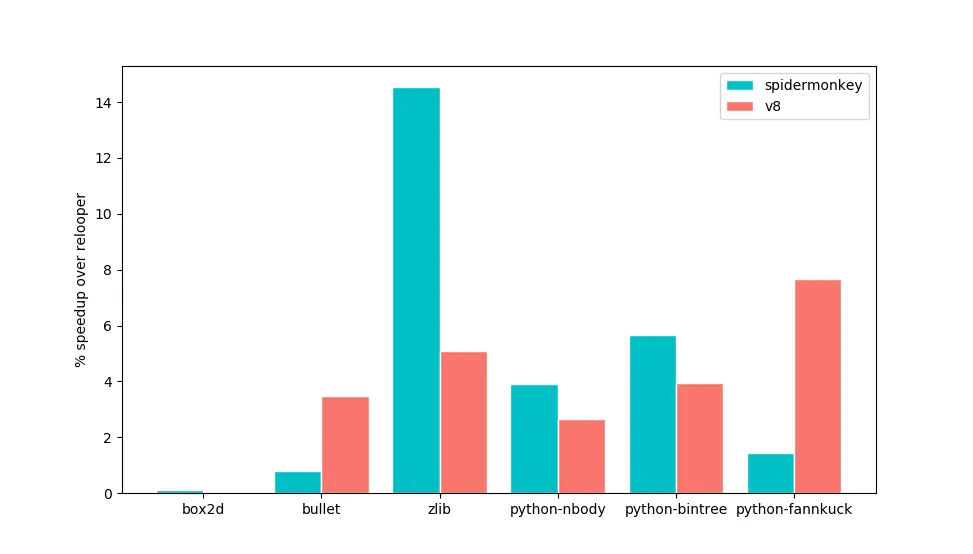 spidermonkey
v8
% speedup over relooper
14
12
10
8
6
4
2
0
box2d bullet zlib python-nbody python-bintree python-fannkuck